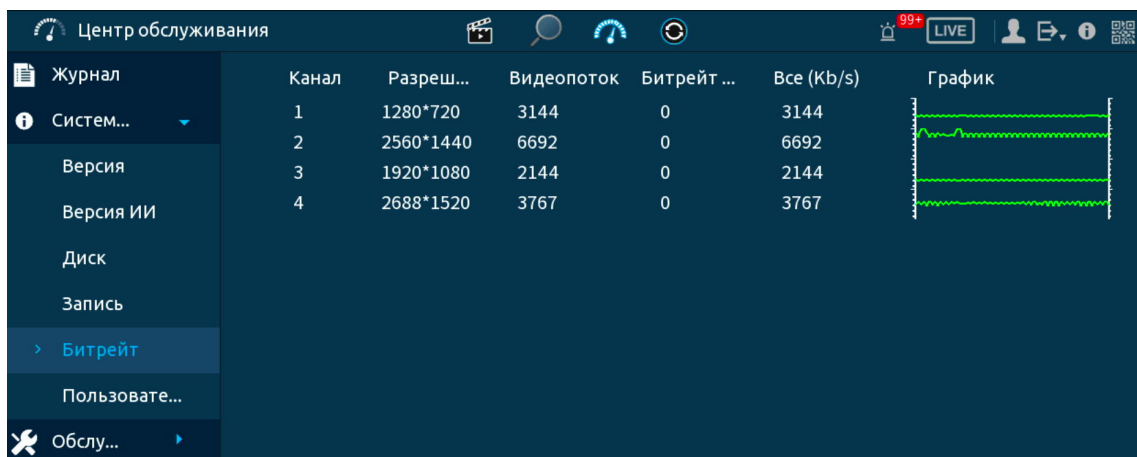 Центр обслуживания 99+ LIVE
Журнал
Систем...
Версия
Версия ИИ
Диск
Запись
Битрейт
Пользовате...
Обслу...
Канал Разреш... Видеопоток Битрейт ... Все (Kb/s) График
1 1280*720 3144 0 3144
2 2560*1440 6692 0 6692
3 1920*1080 2144 0 2144
4 2688*1520 3767 0 3767